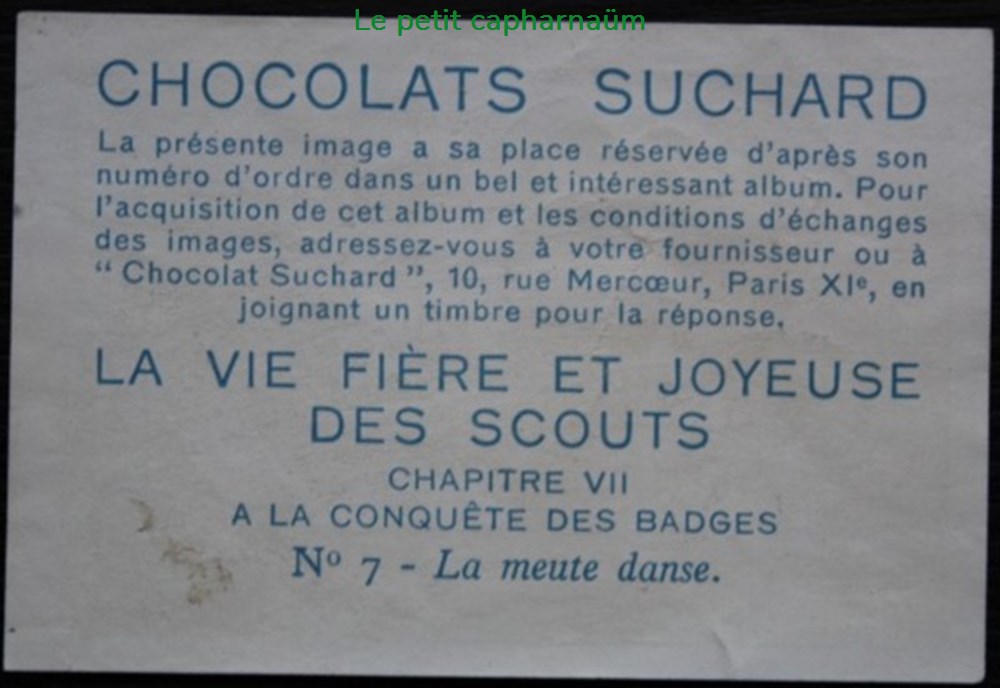 Le petit capharnaüm
CHOCOLATS SUCHARD
La présente image a sa place réservée d'après son
numéro d'ordre dans un bel et intéressant album. Pour
l'acquisition de cet album et les conditions d'échanges
des images, adressez-vous à votre fournisseur ou à
“ Chocolat Suchard ”, 10, rue Mercœur, Paris XIᵉ, en
joignant un timbre pour la réponse.
LA VIE FIÈRE ET JOYEUSE
DES SCOUTS
CHAPITRE VII
A LA CONQUÊTE DES BADGES
Nº 7 - La meute danse.